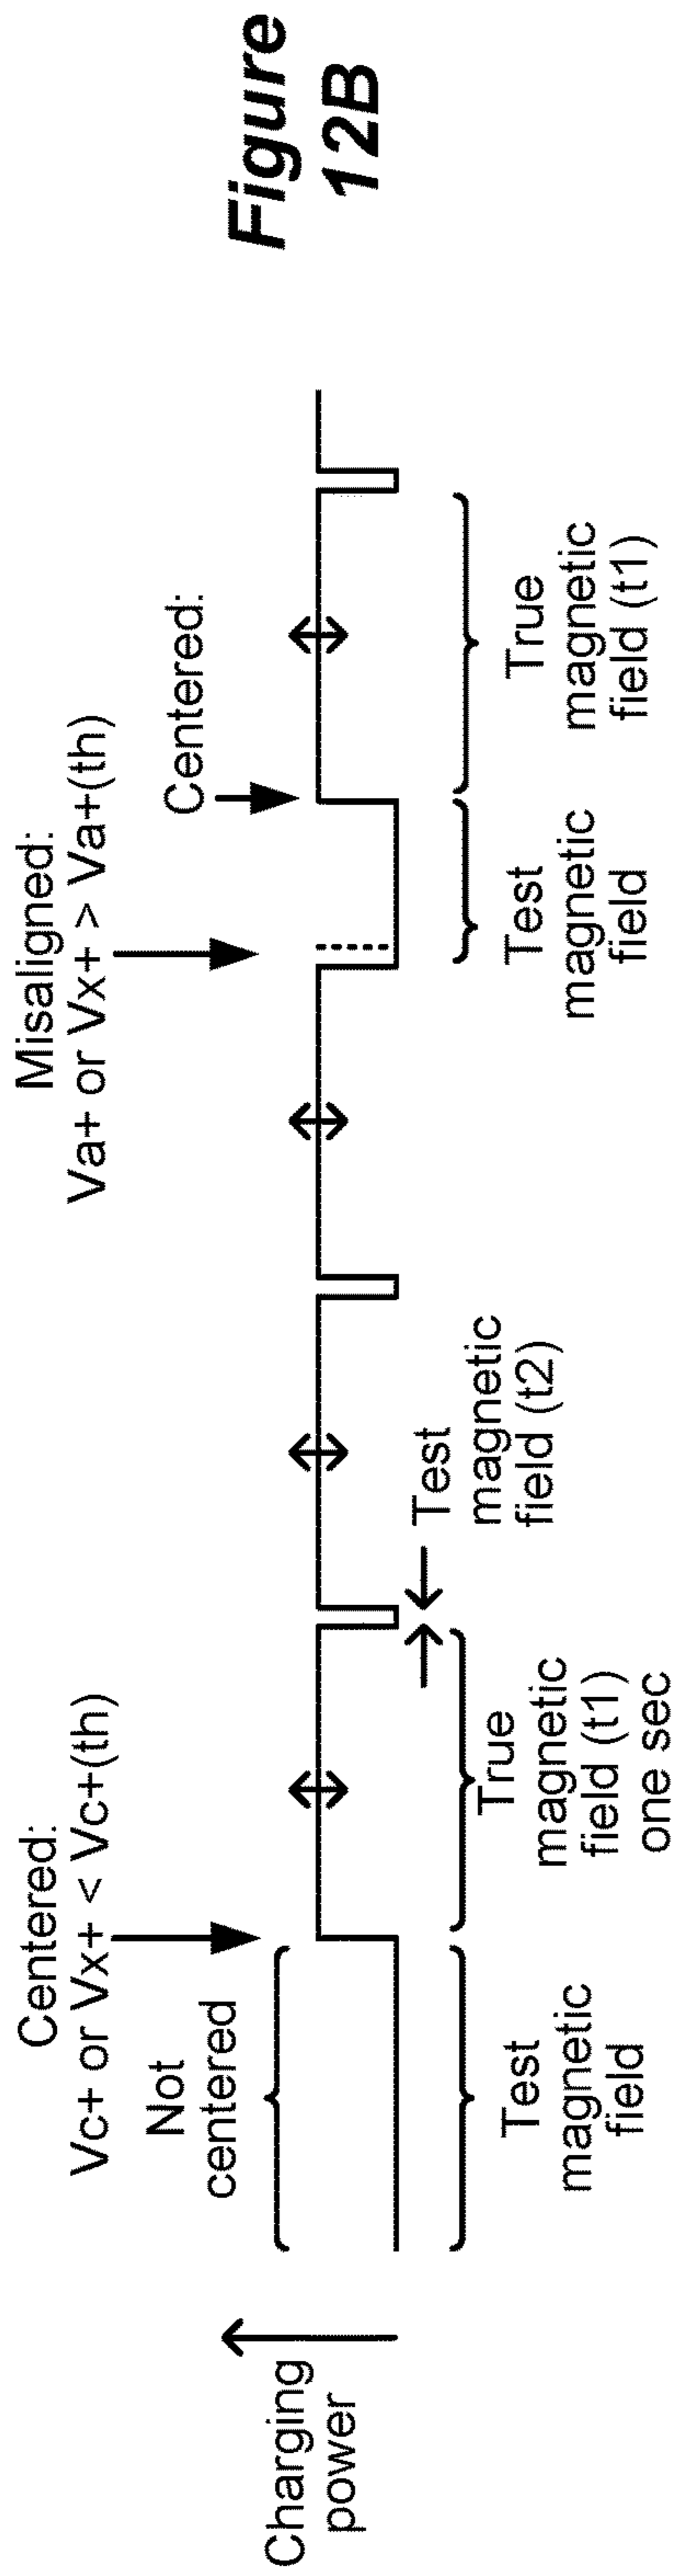 Figure
12B
Charging
power
Centered:
Vc+ or Vx+ < Vc+(th)
Not
centered
Test
magnetic
field
True
magnetic
field (t1)
one sec
Test
magnetic
field (t2)
Misaligned:
Va+ or Vx+ > Va+(th)
Centered:
Test
magnetic
field
True
magnetic
field (t1)